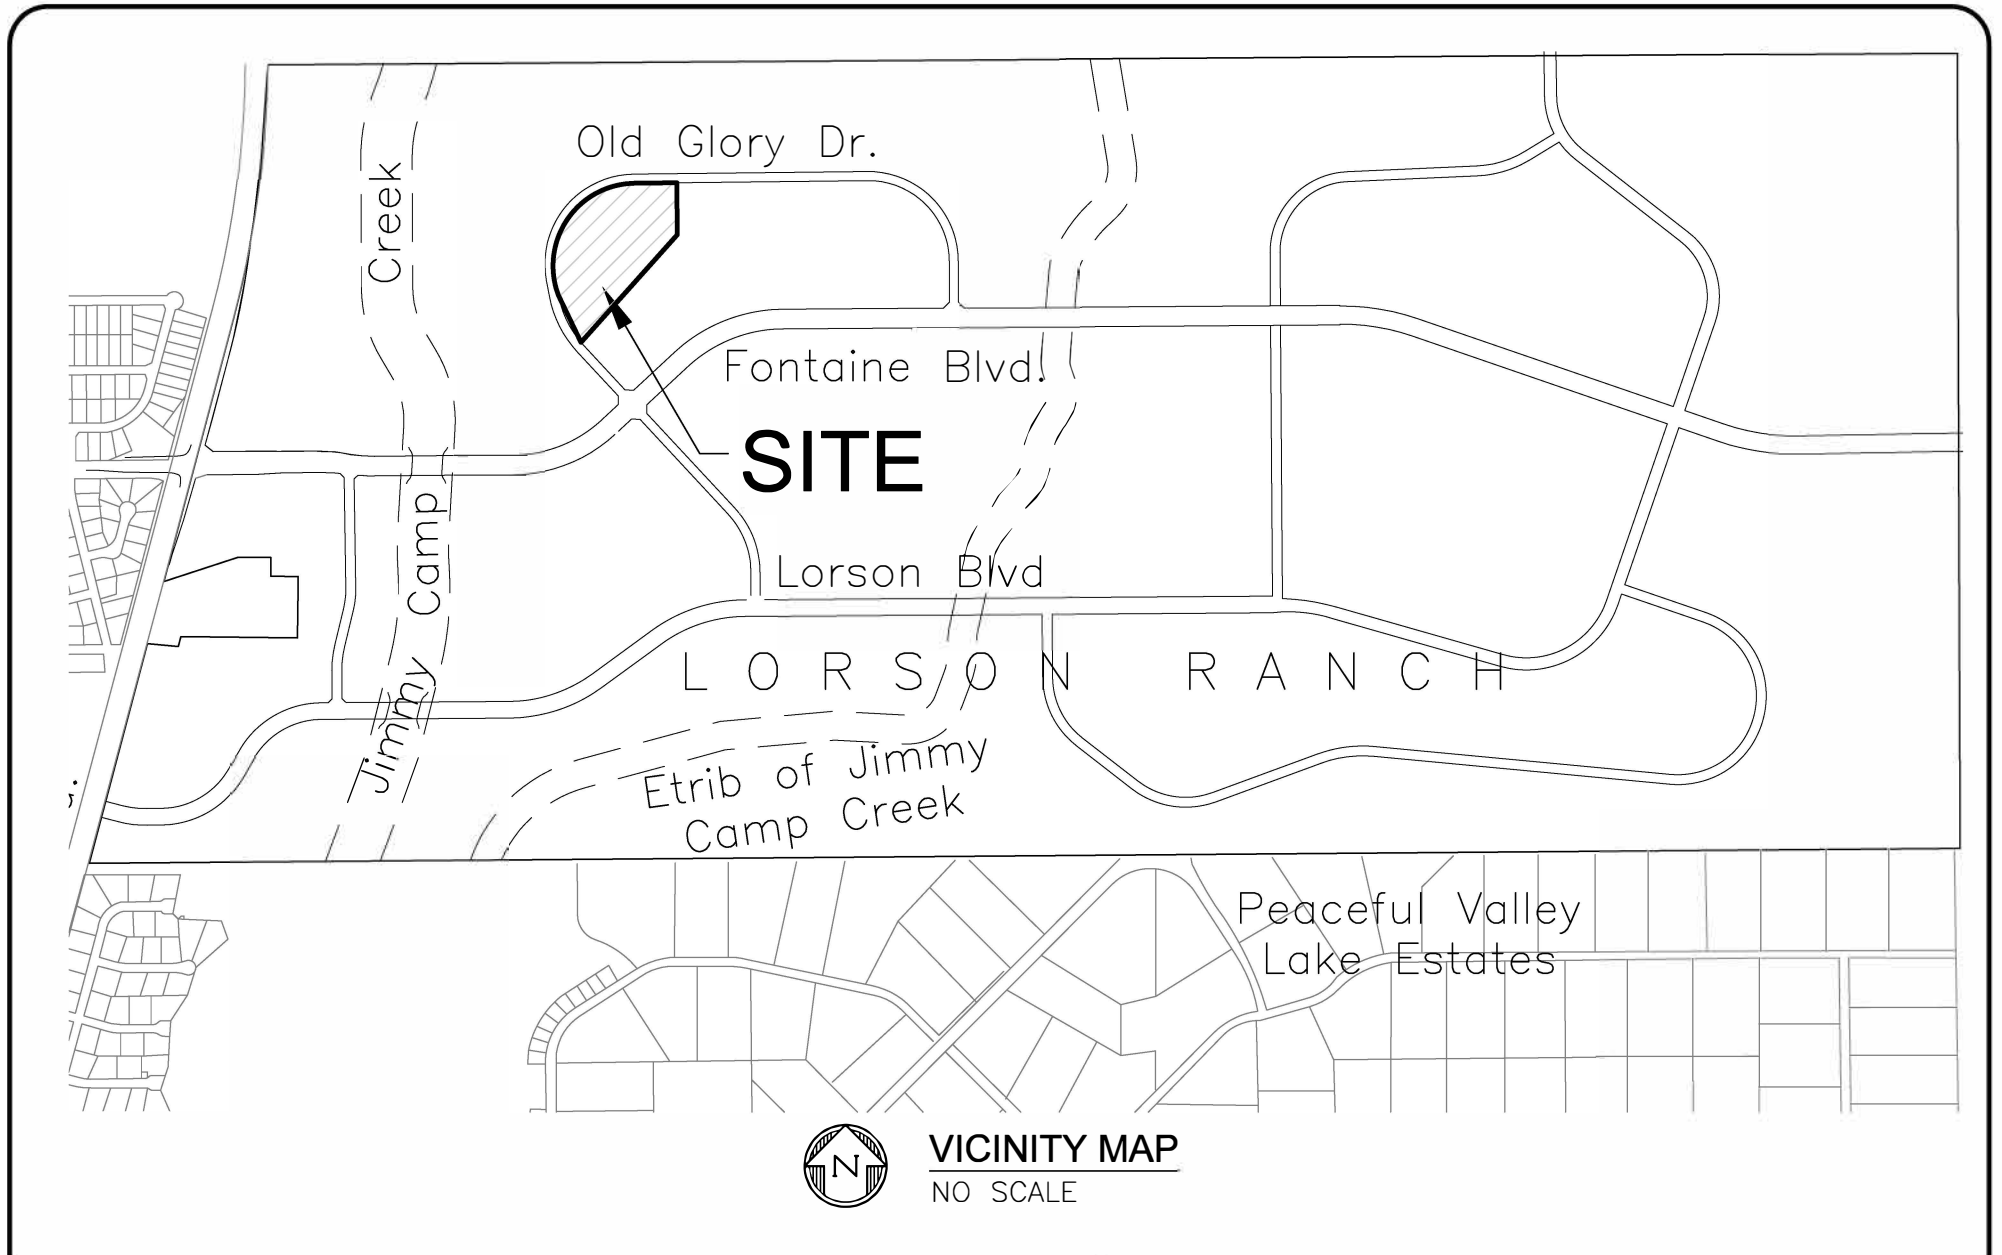 Old Glory Dr.
Creek
Fontaine Blvd.
SITE
Jimmy Camp
Lorson Blvd
LORSON RANCH
Etrib of Jimmy
Camp Creek
Peaceful Valley
Lake Estates
N
VICINITY MAP
NO SCALE